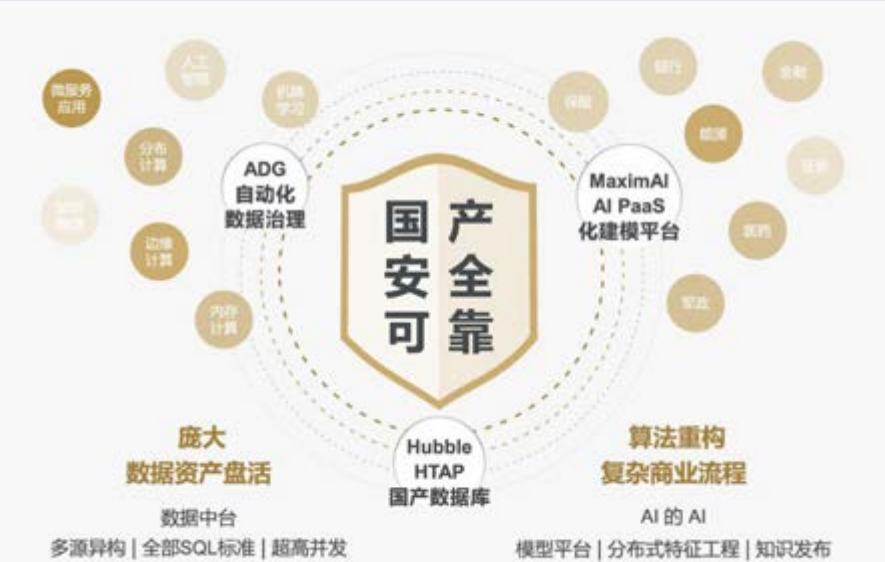 微服务
应用
人工
智能
机器
学习
分布
计算
边缘
计算
内存
计算
ADG
自动化
数据治理
国产
安全
可靠
保险
银行
金融
能源
医药
军政
MaximAI
AI PaaS
化建模平台
Hubble
HTAP
国产数据库
庞大
数据资产盘活
数据中台
多源异构 | 全部SQL标准 | 超高并发
算法重构
复杂商业流程
AI 的 AI
模型平台 | 分布式特征工程 | 知识发布